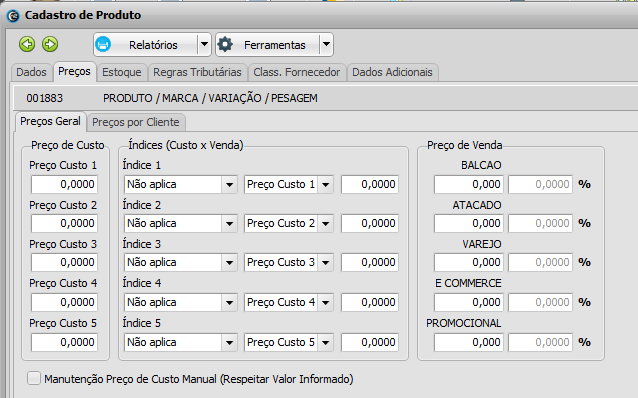 Cadastro de Produto
Relatórios Ferramentas
Dados Preços Estoque Regras Tributárias Class. Fornecedor Dados Adicionais
001883 PRODUTO / MARCA / VARIAÇÃO / PESAGEM
Preços Geral Preços por Cliente
Preço de Custo Índices (Custo x Venda) Preço de Venda
Preço Custo 1 Índice 1 BALCAO
0,0000 Não aplica Preço Custo 1 0,0000 0,000 0,0000 %
Preço Custo 2 Índice 2 ATACADO
0,0000 Não aplica Preço Custo 2 0,0000 0,000 0,0000 %
Preço Custo 3 Índice 3 VAREJO
0,0000 Não aplica Preço Custo 3 0,0000 0,000 0,0000 %
Preço Custo 4 Índice 4 E COMMERCE
0,0000 Não aplica Preço Custo 4 0,0000 0,000 0,0000 %
Preço Custo 5 Índice 5 PROMOCIONAL
0,0000 Não aplica Preço Custo 5 0,0000 0,000 0,0000 %
Manutenção Preço de Custo Manual (Respeitar Valor Informado)